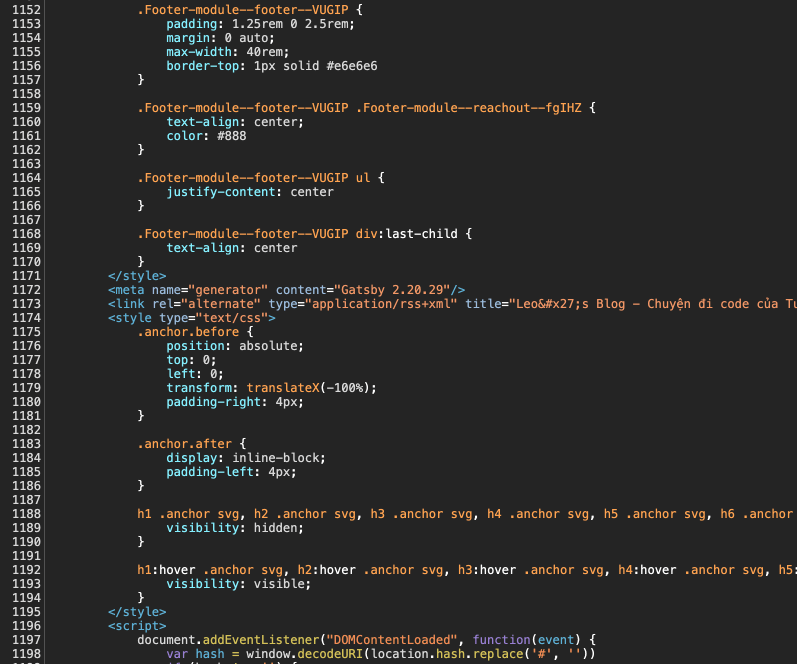 1152 .Footer-module--footer--VUGIP {
1153 padding: 1.25rem 0 2.5rem;
1154 margin: 0 auto;
1155 max-width: 40rem;
1156 border-top: 1px solid #e6e6e6
1157 }
1158
1159 .Footer-module--footer--VUGIP .Footer-module--reachout--fgIHZ {
1160 text-align: center;
1161 color: #888
1162 }
1163
1164 .Footer-module--footer--VUGIP ul {
1165 justify-content: center
1166 }
1167
1168 .Footer-module--footer--VUGIP div:last-child {
1169 text-align: center
1170 }
1171 </style>
1172 <meta name="generator" content="Gatsby 2.20.29"/>
1173 <link rel="alternate" type="application/rss+xml" title="Leo&#x27;s Blog - Chuyện đi code của Tu
1174 <style type="text/css">
1175 .anchor.before {
1176 position: absolute;
1177 top: 0;
1178 left: 0;
1179 transform: translateX(-100%);
1180 padding-right: 4px;
1181 }
1182
1183 .anchor.after {
1184 display: inline-block;
1185 padding-left: 4px;
1186 }
1187
1188 h1 .anchor svg, h2 .anchor svg, h3 .anchor svg, h4 .anchor svg, h5 .anchor svg, h6 .anchor
1189 visibility: hidden;
1190 }
1191
1192 h1:hover .anchor svg, h2:hover .anchor svg, h3:hover .anchor svg, h4:hover .anchor svg, h5:
1193 visibility: visible;
1194 }
1195 </style>
1196 <script>
1197 document.addEventListener("DOMContentLoaded", function(event) {
1198 var hash = window.decodeURI(location.hash.replace('#', ''))